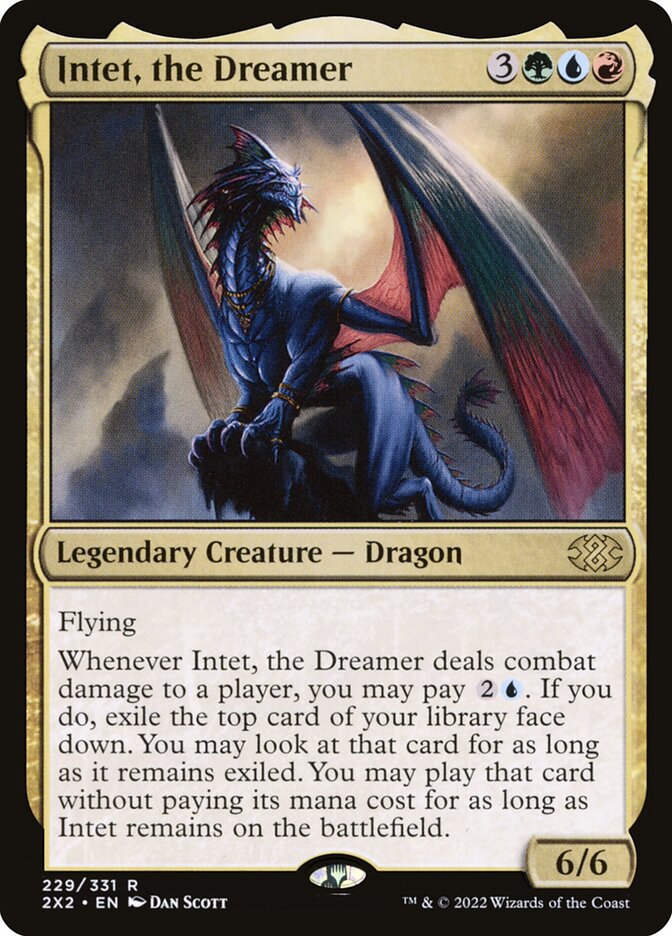 Intet, the Dreamer 3
Legendary Creature — Dragon
Flying
Whenever Intet, the Dreamer deals combat
damage to a player, you may pay 2 . If you
do, exile the top card of your library face
down. You may look at that card for as long
as it remains exiled. You may play that card
without paying its mana cost for as long as
Intet remains on the battlefield.
6/6
229/331 R
2X2 • EN Dan Scott
™ & © 2022 Wizards of the Coast